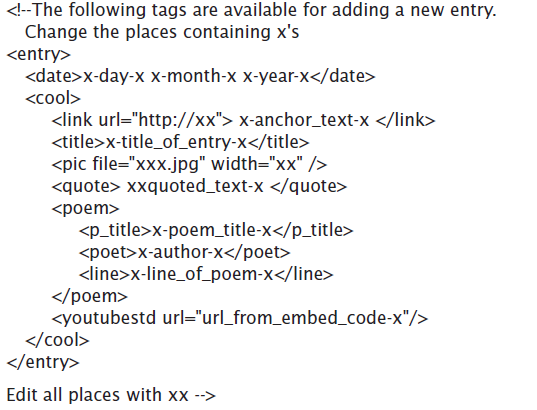 <!--The following tags are available for adding a new entry.
Change the places containing x's
<entry>
<date>x-day-x x-month-x x-year-x</date>
<cool>
<link url="http://xx"> x-anchor_text-x </link>
<title>x-title_of_entry-x</title>
<pic file="xxx.jpg" width="xx" />
<quote> xxquoted_text-x </quote>
<poem>
<p_title>x-poem_title-x</p_title>
<poet>x-author-x</poet>
<line>x-line_of_poem-x</line>
</poem>
<youtubestd url="url_from_embed_code-x"/>
</cool>
</entry>
Edit all places with xx -->